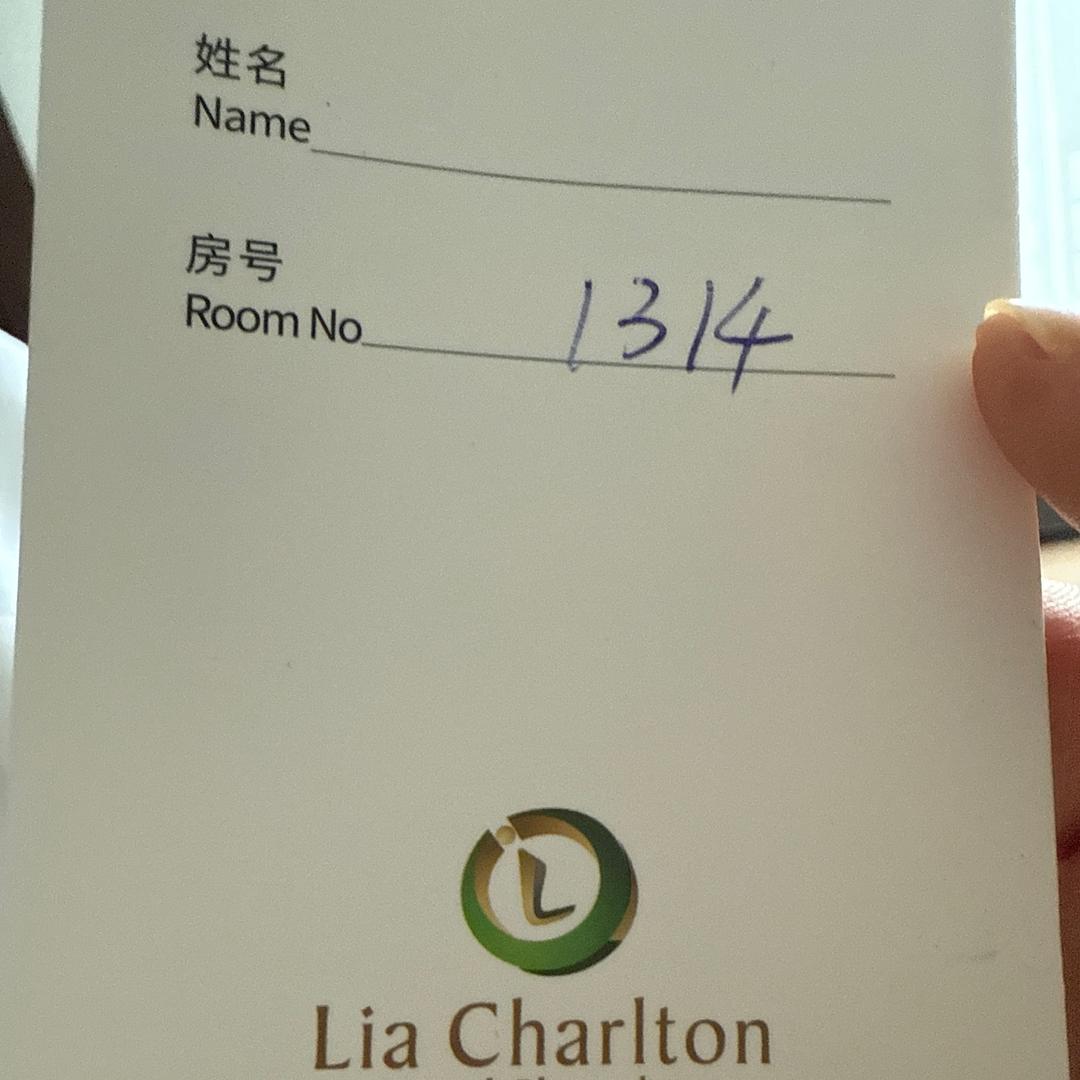 姓名
Name
房号
Room No 1314
Lia Charlton